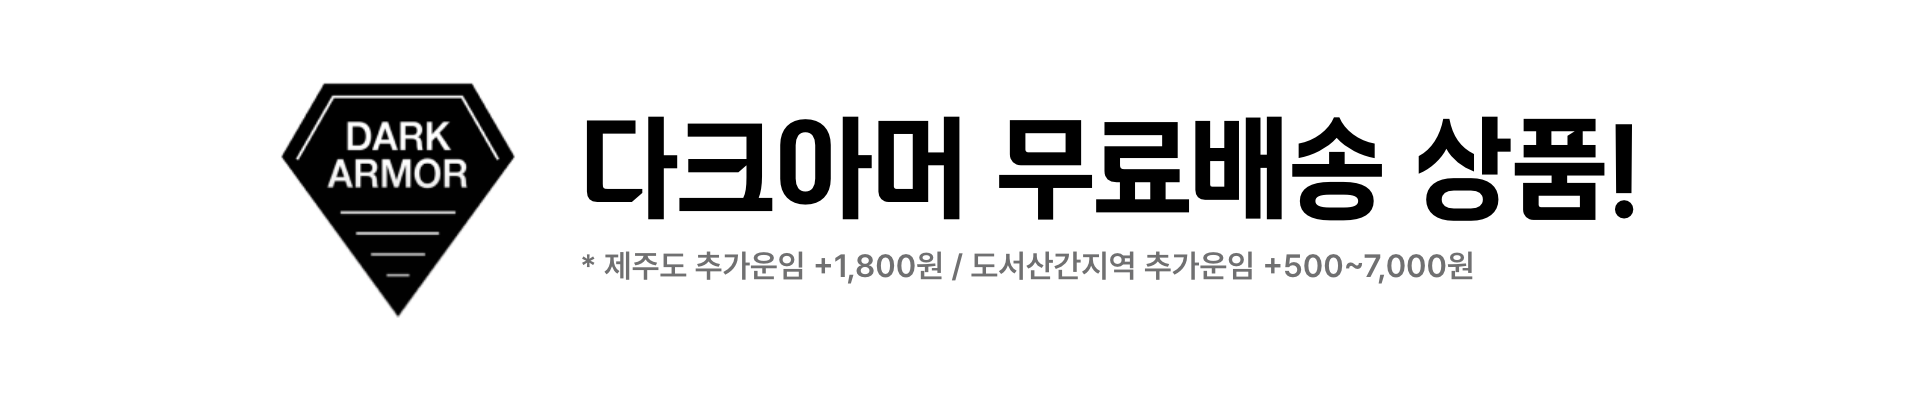 DARK
ARMOR
다크아머 무료배송 상품!
* 제주도 추가운임 +1,800원 / 도서산간지역 추가운임 +500~7,000원